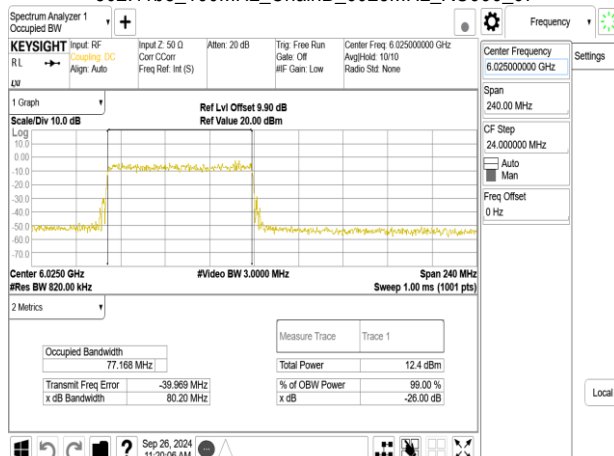 Spectrum Analyzer 1
Occupied BW
+
Frequency
KEYSIGHT
Input: RF
Input Z: 50 Ω
Atten: 20 dB
Trig: Free Run
Center Freq: 6.025000000 GHz
RL
Coupling: DC
Corr CCorr
Gate: Off
Avg|Hold: 10/10
Align: Auto
Freq Ref: Int (S)
#IF Gain: Low
Radio Std: None
Center Frequency
6.025000000 GHz
Settings
Span
240.00 MHz
CF Step
24.000000 MHz
Auto
Man
Freq Offset
0 Hz
1 Graph
Ref Lvl Offset 9.90 dB
Scale/Div 10.0 dB
Ref Value 20.00 dBm
Log
10.0
0.00
-10.0
-20.0
-30.0
-40.0
-50.0
-60.0
-70.0
Center 6.0250 GHz
#Video BW 3.0000 MHz
Span 240 MHz
#Res BW 820.00 kHz
Sweep 1.00 ms (1001 pts)
2 Metrics
Measure Trace
Trace 1
Occupied Bandwidth
77.168 MHz
Total Power
12.4 dBm
Transmit Freq Error
-39.969 MHz
% of OBW Power
99.00 %
x dB Bandwidth
80.20 MHz
x dB
-26.00 dB
Local
?
Sep 26, 2024
11:20:06 AM